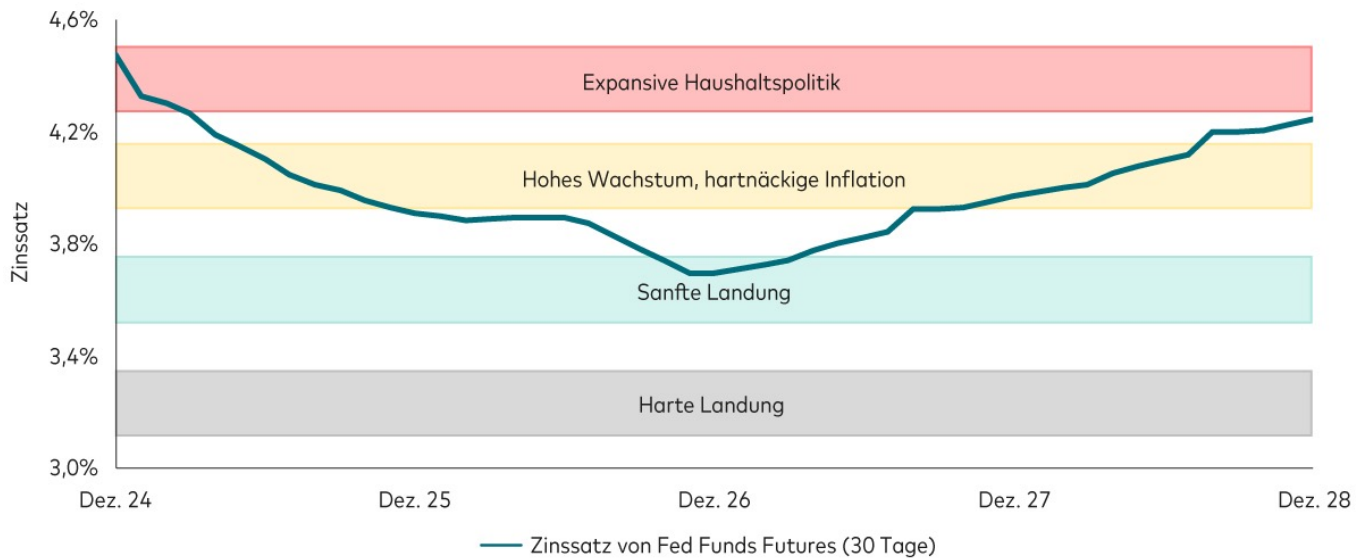 4,6%
Expansive Haushaltspolitik
4,2%
Hohes Wachstum, hartnäckige Inflation
3,8%
Zinssatz
Sanfte Landung
3,4%
Harte Landung
3,0%
Dez. 24 Dez. 25 Dez. 26 Dez. 27 Dez. 28
Zinssatz von Fed Funds Futures (30 Tage)